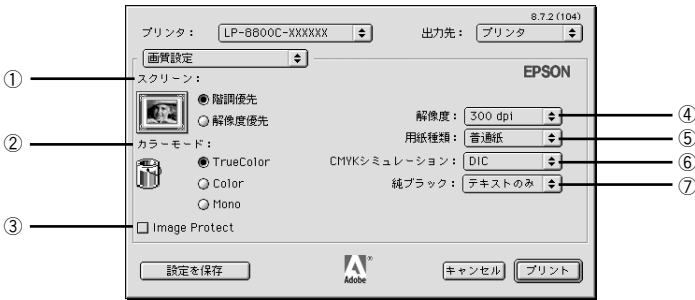 8.7.2 (104)
プリンタ： LP-8800C-XXXXXX 出力先： プリンタ
画質設定
EPSON
① スクリーン：
階調優先
解像度優先
解像度： 300 dpi ④
用紙種類： 普通紙 ⑤
② カラーモード：
TrueColor
CMYKシミュレーション： DIC ⑥
Color
純ブラック： テキストのみ ⑦
Mono
③ Image Protect
設定を保存
Adobe
キャンセル
プリント